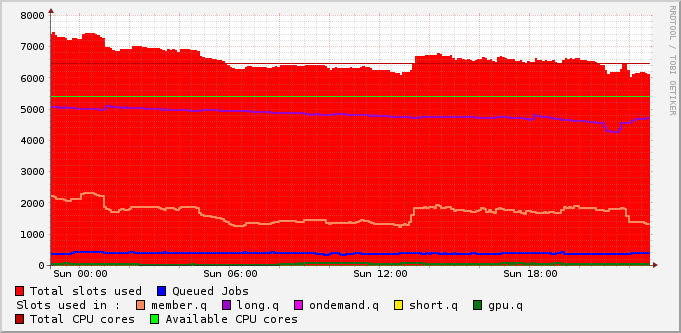 8000
7000
6000
5000
4000
3000
2000
1000
0
Sun 00:00 Sun 06:00 Sun 12:00 Sun 18:00
Total slots used Queued Jobs
Slots used in : member.q long.q ondemand.q short.q gpu.q
Total CPU cores Available CPU cores
RRDTOOL / TOBI OETIKER